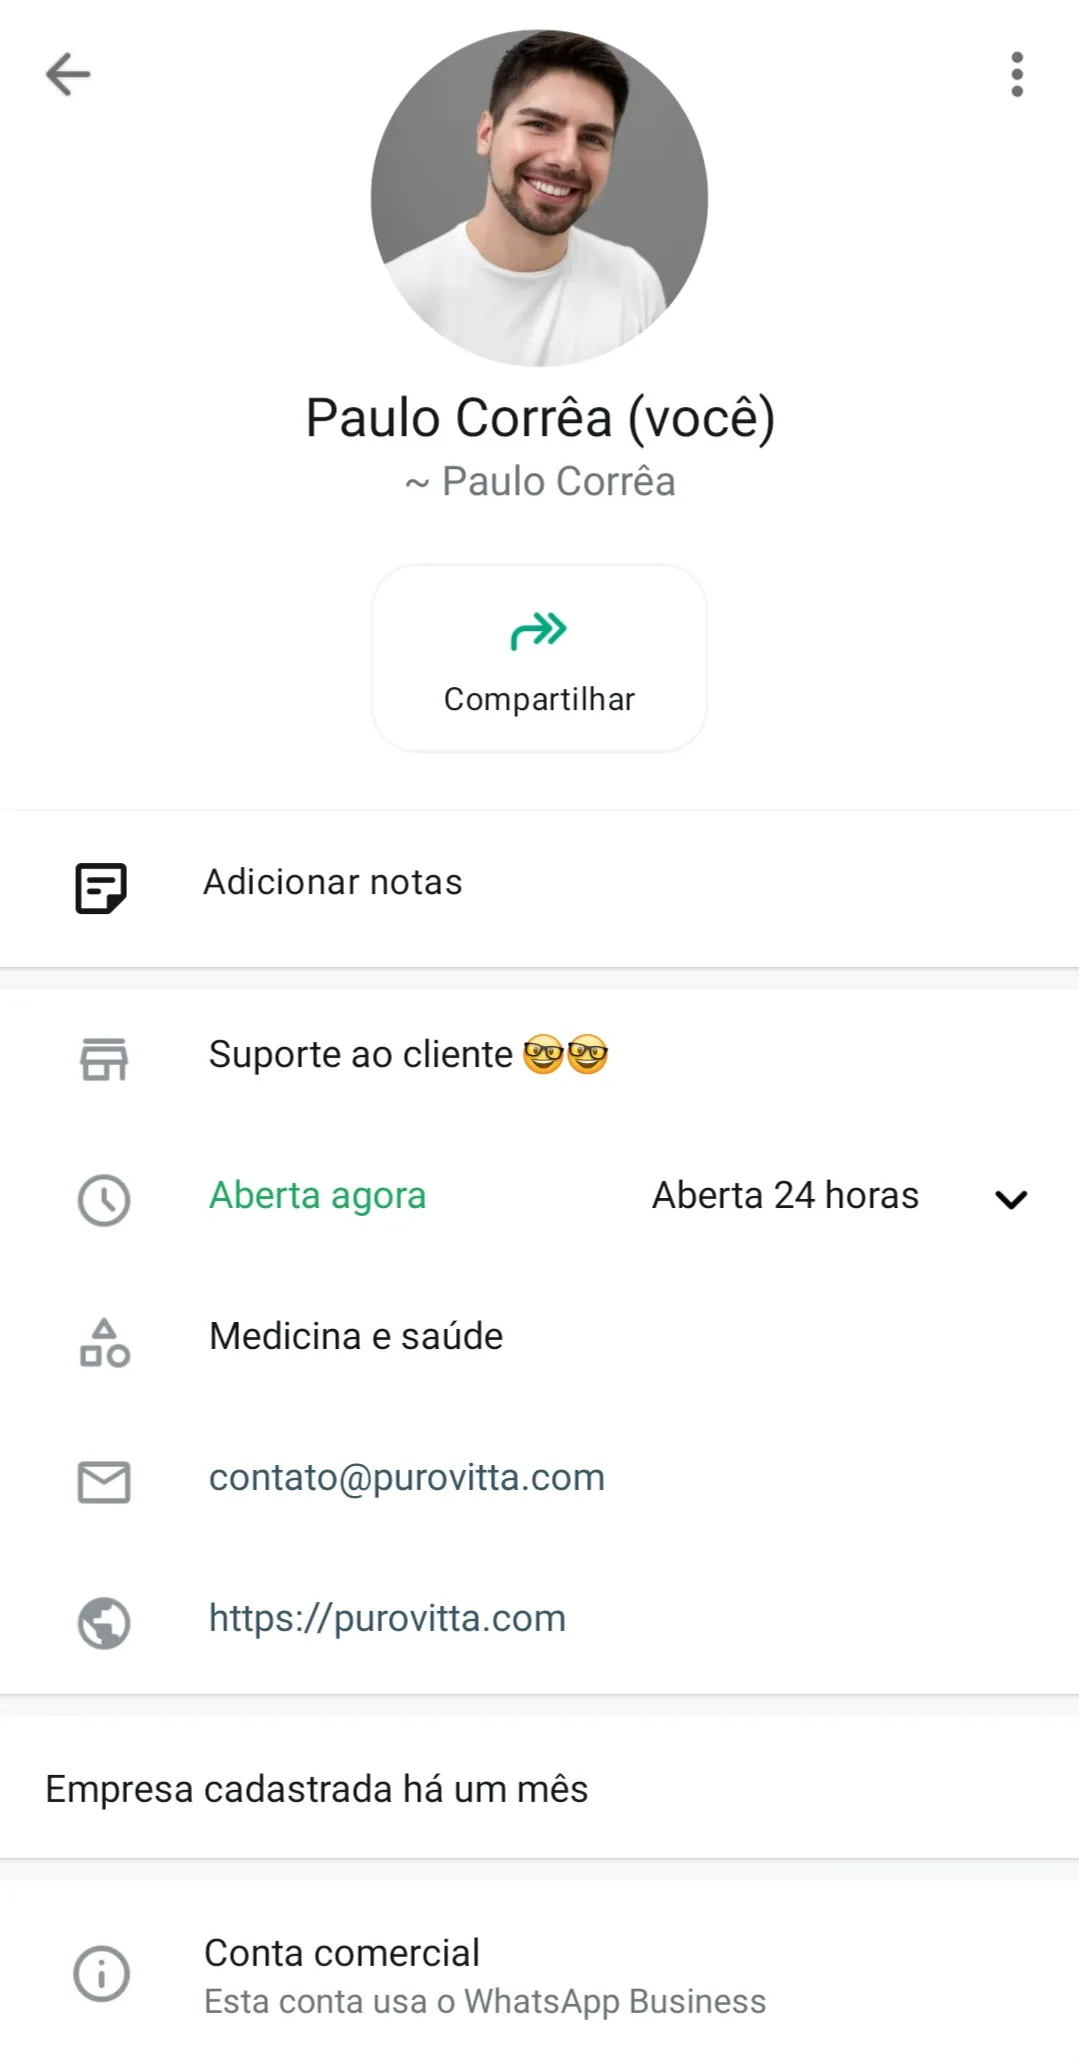 Paulo Corrêa (você)
~ Paulo Corrêa
Compartilhar
Adicionar notas
Suporte ao cliente 🤓🤓
Aberta agora Aberta 24 horas
Medicina e saúde
contato@purovitta.com
https://purovitta.com
Empresa cadastrada há um mês
Conta comercial
Esta conta usa o WhatsApp Business